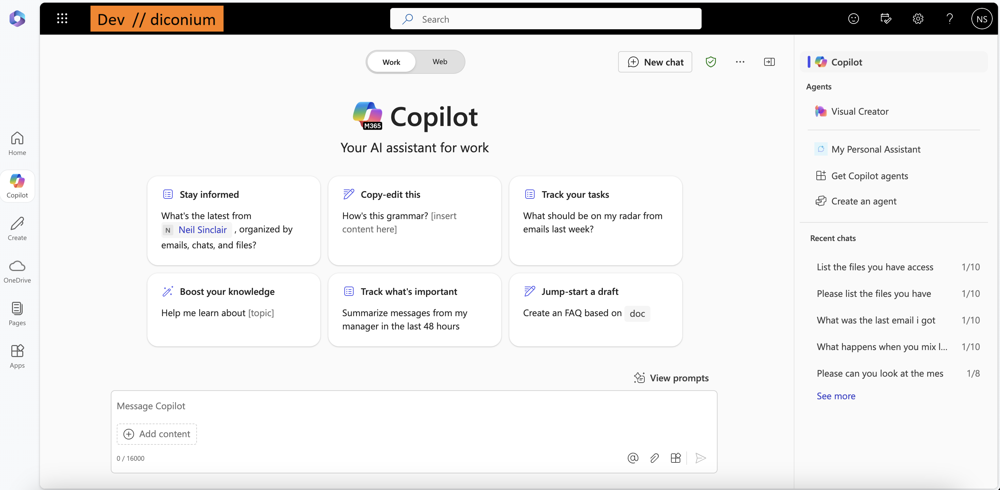 Dev // diconium
Search
NS
Home
Copilot
Create
OneDrive
Pages
Apps
Work
Web
New chat
M365
Copilot
Your AI assistant for work
Stay informed
What's the latest from
N Neil Sinclair , organized by
emails, chats, and files?
Copy-edit this
How's this grammar? [insert
content here]
Track your tasks
What should be on my radar from
emails last week?
Boost your knowledge
Help me learn about [topic]
Track what's important
Summarize messages from my
manager in the last 48 hours
Jump-start a draft
Create an FAQ based on doc
View prompts
Message Copilot
Add content
0 / 16000
Copilot
Agents
Visual Creator
My Personal Assistant
Get Copilot agents
Create an agent
Recent chats
List the files you have access 1/10
Please list the files you have 1/10
What was the last email i got 1/10
What happens when you mix l... 1/10
Please can you look at the mes 1/8
See more